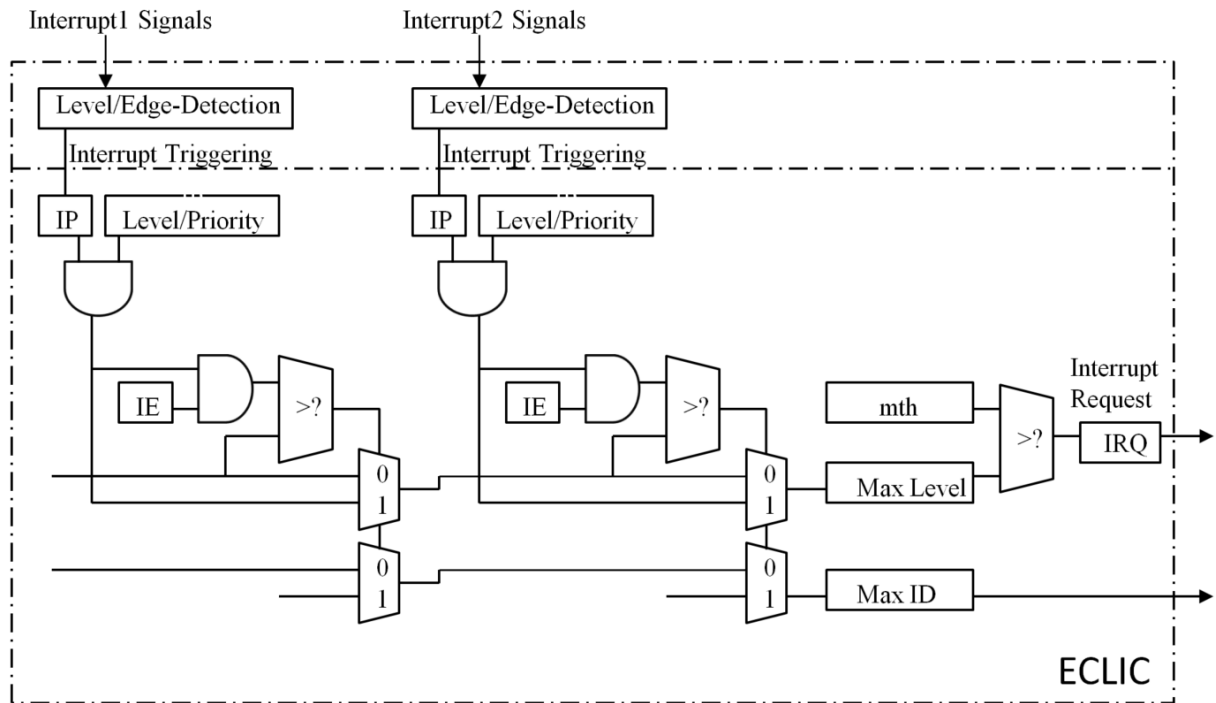 Interrupt1 Signals
Interrupt2 Signals
Level/Edge-Detection
Level/Edge-Detection
Interrupt Triggering
Interrupt Triggering
IP
Level/Priority
IP
Level/Priority
IE
>?
IE
>?
mth
>?
Interrupt
Request
IRQ
0
1
0
1
Max Level
0
1
0
1
Max ID
ECLIC